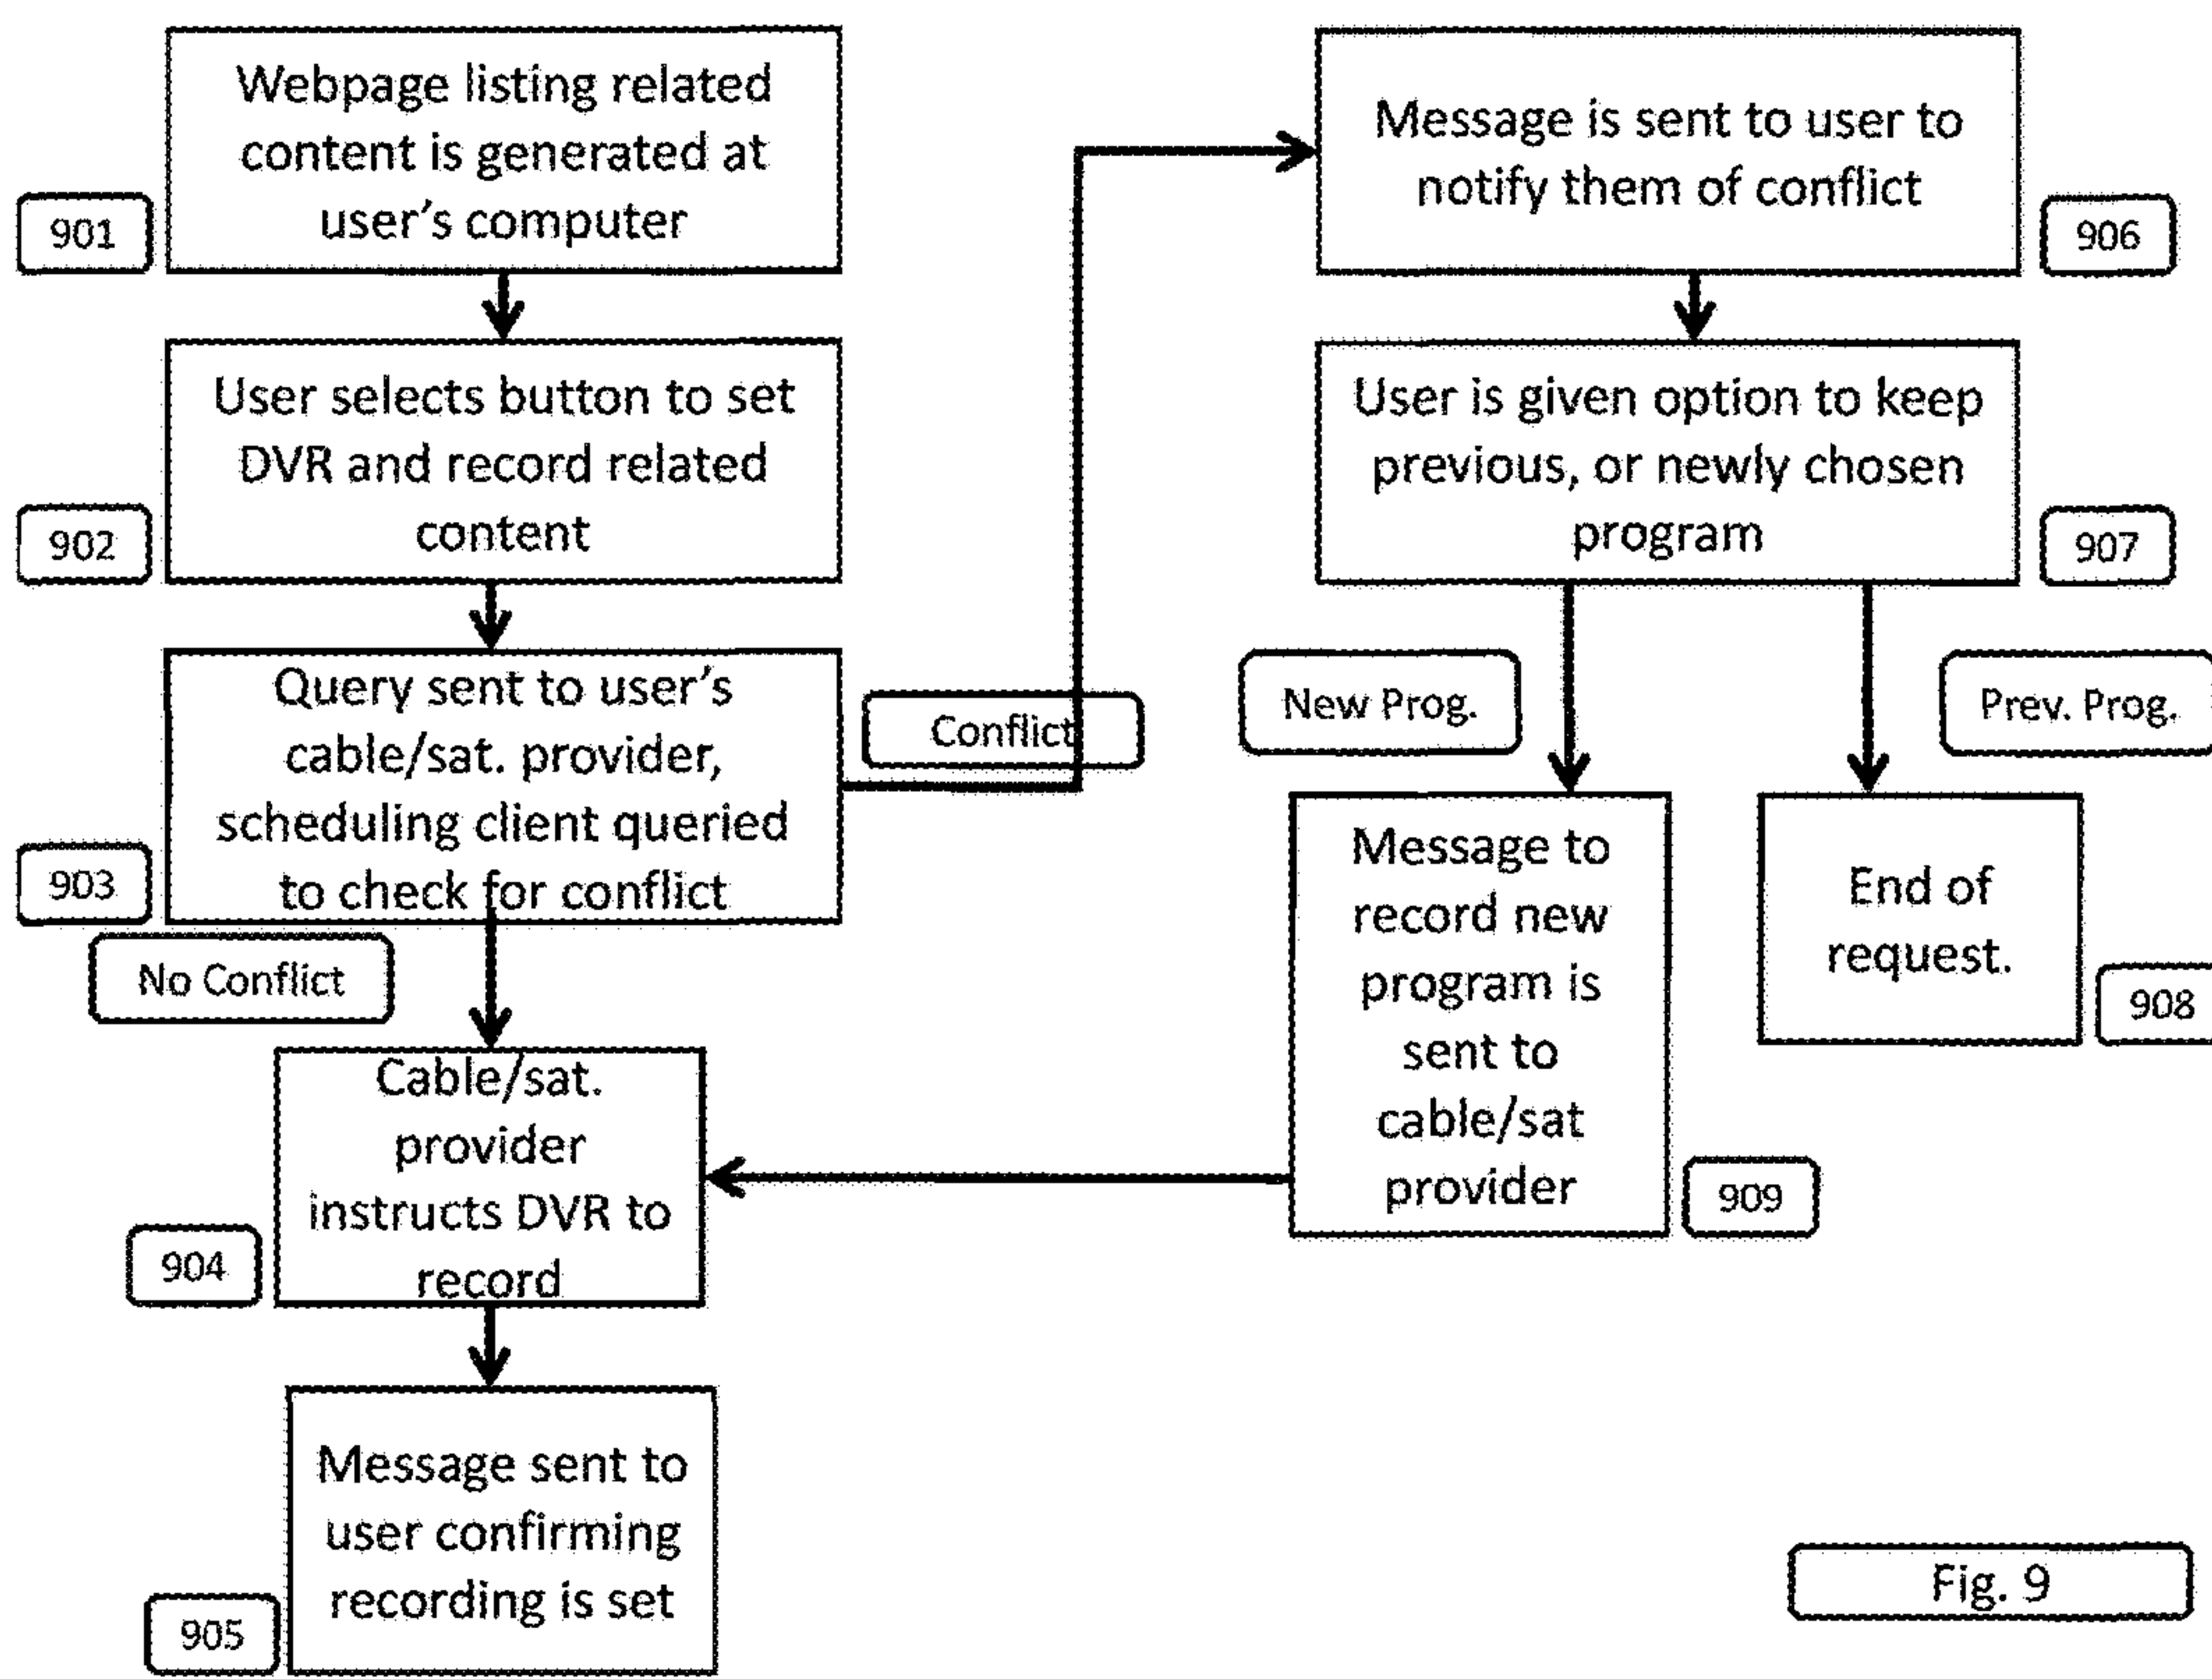 Webpage listing related
content is generated at
user's computer
901
User selects button to set
DVR and record related
content
902
Query sent to user's
cable/sat. provider,
scheduling client queried
to check for conflict
903
Conflict
No Conflict
Cable/sat.
provider
instructs DVR to
record
904
Message sent to
user confirming
recording is set
905
Message is sent to user to
notify them of conflict
906
User is given option to keep
previous, or newly chosen
program
907
New Prog.
Prev. Prog.
Message to
record new
program is
sent to
cable/sat
provider
909
End of
request.
908
Fig. 9